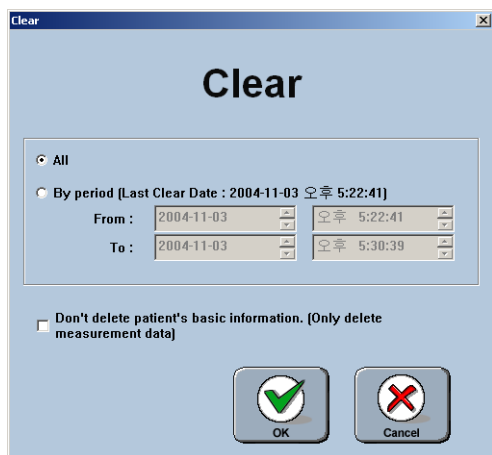 Clear
Clear
All
By period (Last Clear Date : 2004-11-03 오후 5:22:41)
From : 2004-11-03 오후 5:22:41
To : 2004-11-03 오후 5:30:39
Don't delete patient's basic information. (Only delete
measurement data)
OK Cancel